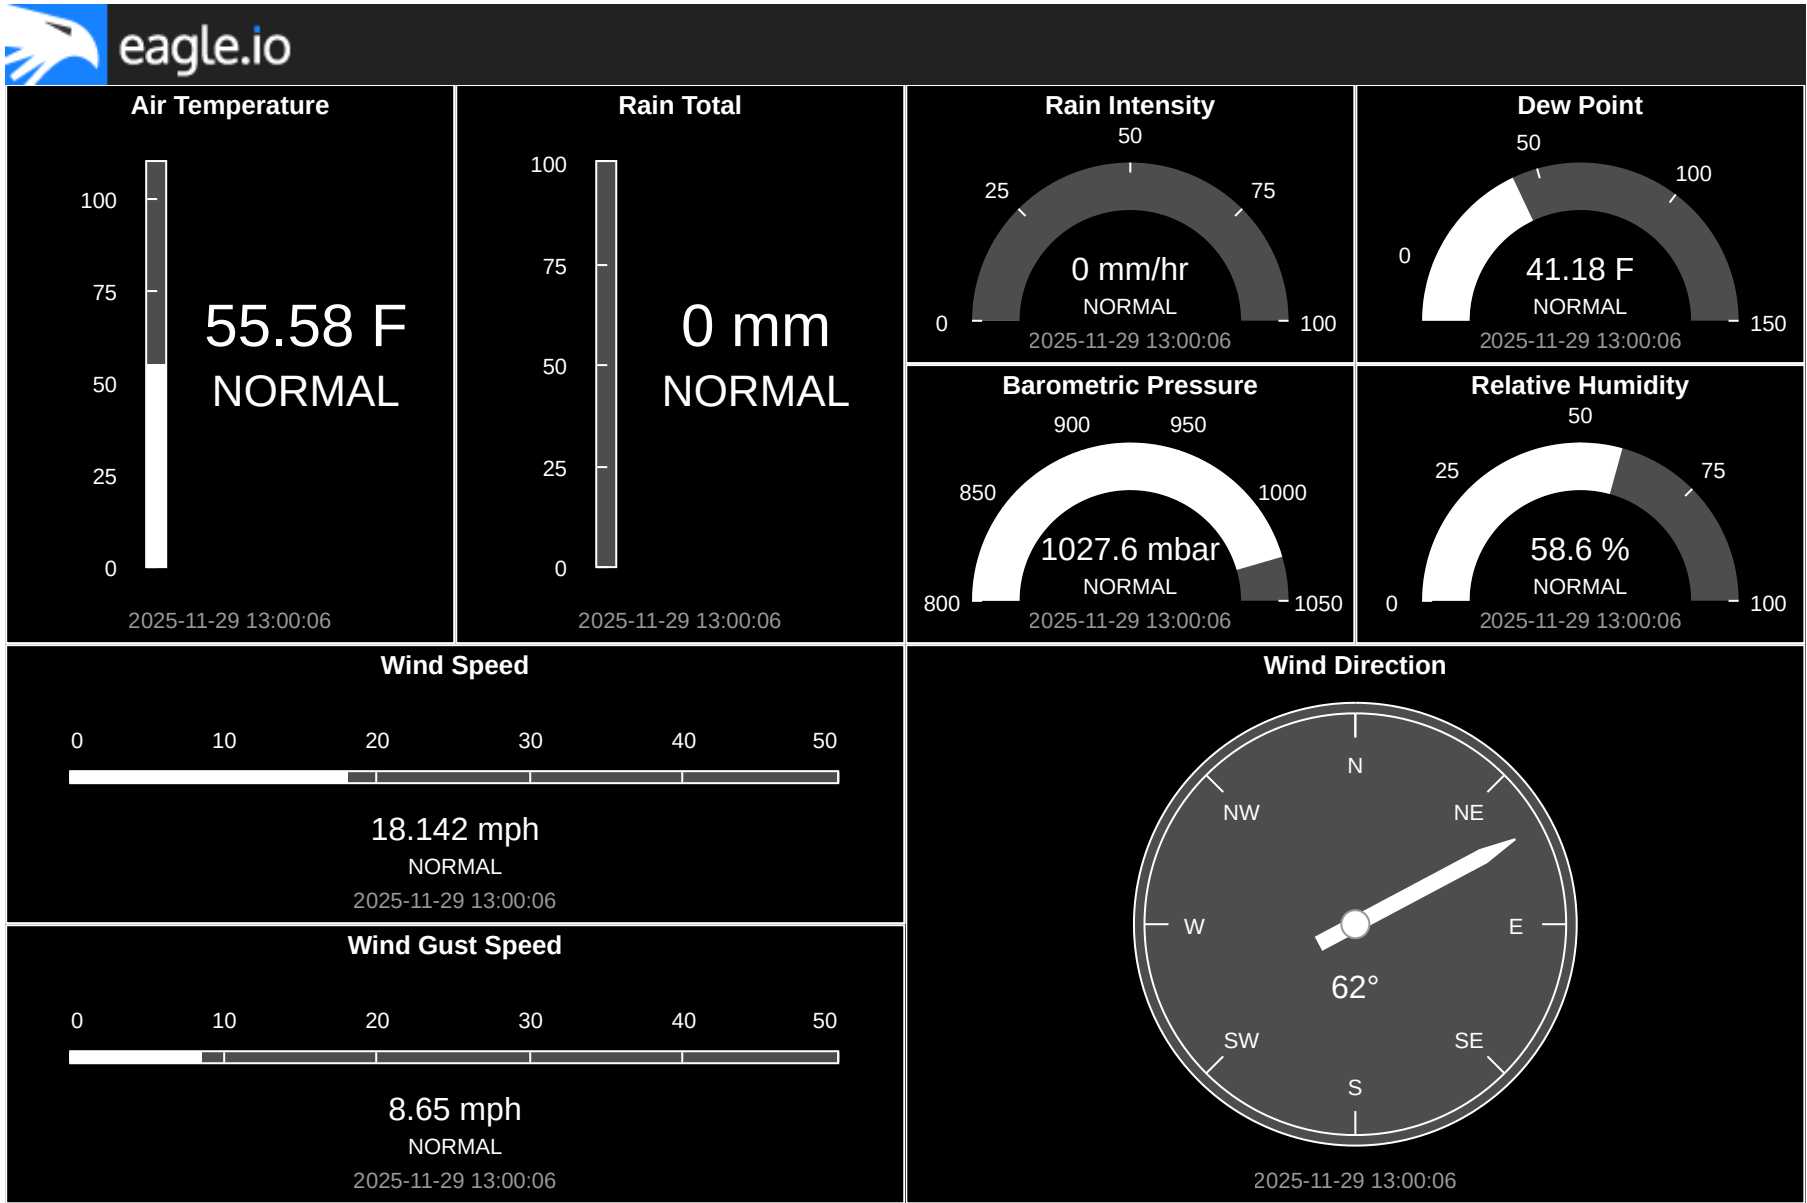 eagle.io
Air Temperature
100
75
50
25
0
55.58 F
NORMAL
2025-11-29 13:00:06
Rain Total
100
75
50
25
0
0 mm
NORMAL
2025-11-29 13:00:06
Rain Intensity
0
25
50
75
100
0 mm/hr
NORMAL
2025-11-29 13:00:06
Dew Point
0
50
100
150
41.18 F
NORMAL
2025-11-29 13:00:06
Barometric Pressure
800
850
900
950
1000
1050
1027.6 mbar
NORMAL
2025-11-29 13:00:06
Relative Humidity
0
25
50
75
100
58.6 %
NORMAL
2025-11-29 13:00:06
Wind Speed
0 10 20 30 40 50
18.142 mph
NORMAL
2025-11-29 13:00:06
Wind Gust Speed
0 10 20 30 40 50
8.65 mph
NORMAL
2025-11-29 13:00:06
Wind Direction
N
NW NE
W E
62°
SW SE
S
2025-11-29 13:00:06